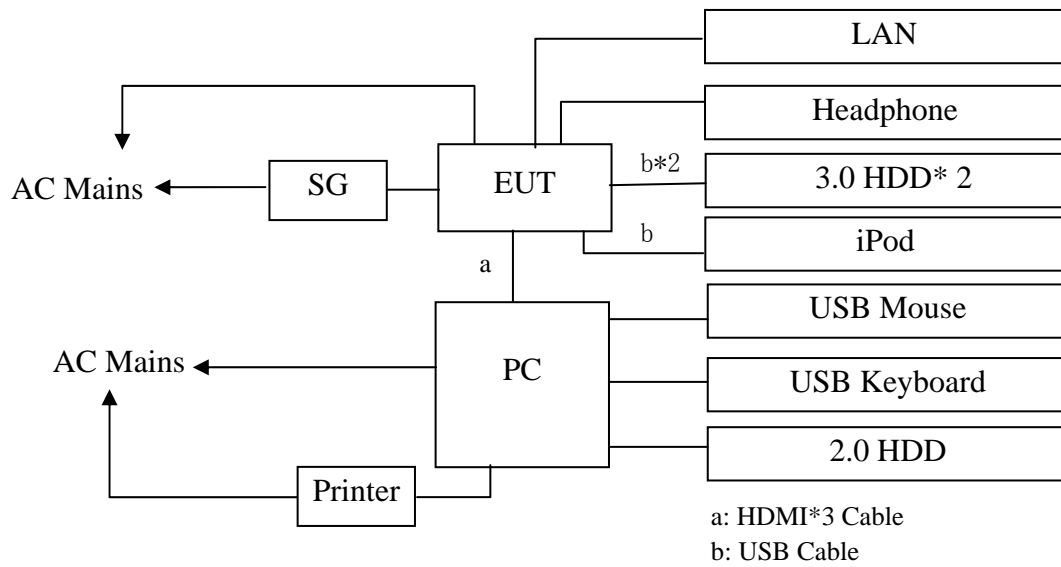 LAN
Headphone
AC Mains
SG
EUT
b*2
3.0 HDD* 2
b
iPod
a
USB Mouse
AC Mains
PC
USB Keyboard
2.0 HDD
Printer
a: HDMI*3 Cable
b: USB Cable